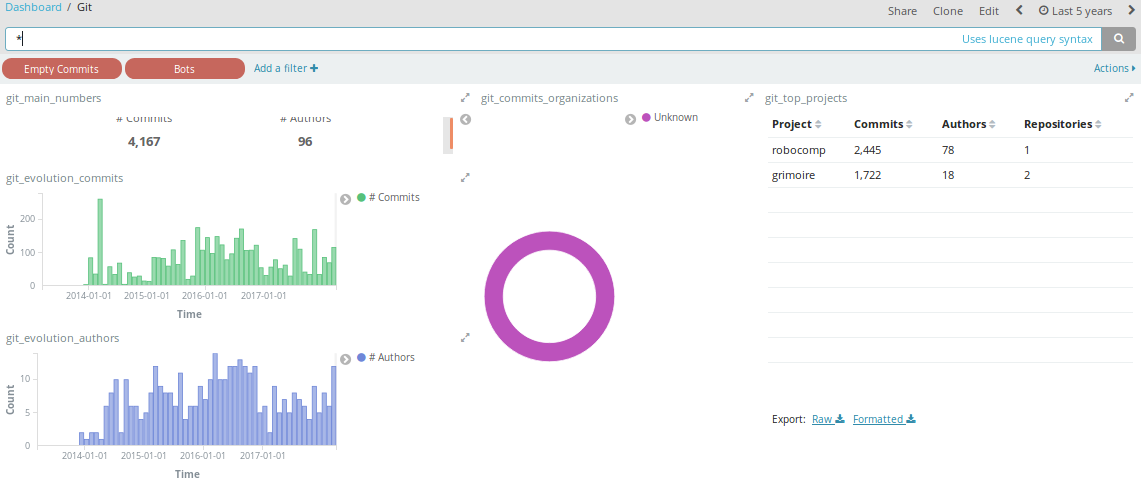 Dashboard / Git
Share Clone Edit Last 5 years
*
Uses lucene query syntax
Empty Commits Bots Add a filter +
Actions
git_main_numbers
# Commits # Authors
4,167 96
git_evolution_commits
# Commits
Count
200
100
0
2014-01-01 2015-01-01 2016-01-01 2017-01-01
Time
git_evolution_authors
# Authors
Count
10
5
0
2014-01-01 2015-01-01 2016-01-01 2017-01-01
Time
git_commits_organizations
Unknown
git_top_projects
Project Commits Authors Repositories
robocomp 2,445 78 1
grimoire 1,722 18 2
Export: Raw Formatted